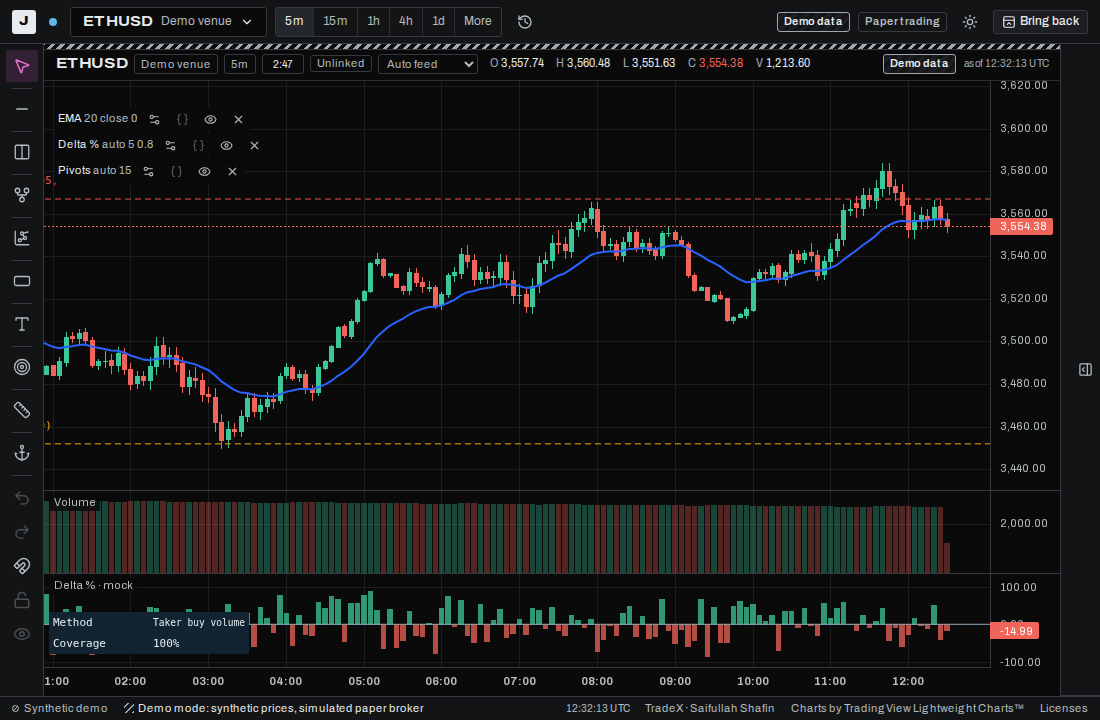 J ETHUSD Demo venue 5m 15m 1h 4h 1d More Demo data Paper trading Bring back
ETHUSD Demo venue 5m 2:47 Unlinked Auto feed O 3,557.74 H 3,560.48 L 3,551.63 C 3,554.38 V 1,213.60 Demo data as of 12:32:13 UTC
3,620.00
EMA 20 close 0
3,600.00
Delta % auto 5 0.8
Pivots auto 15
3,580.00
5,
3,560.00
3,554.38
3,540.00
3,520.00
3,500.00
3,480.00
3,460.00
)
3,440.00
Volume
2,000.00
Delta % · mock
100.00
Method Taker buy volume
-14.99
Coverage 100%
-100.00
1:00 02:00 03:00 04:00 05:00 06:00 07:00 08:00 09:00 10:00 11:00 12:00
Synthetic demo Demo mode: synthetic prices, simulated paper broker 12:32:13 UTC TradeX · Saifullah Shafin Charts by TradingView Lightweight Charts™ Licenses